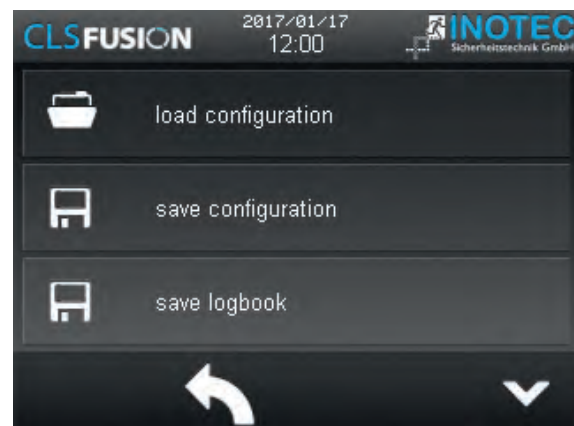 CLSFUSION
2017/01/17
12:00
INOTEC
Sicherheitstechnik GmbH
load configuration
save configuration
save logbook